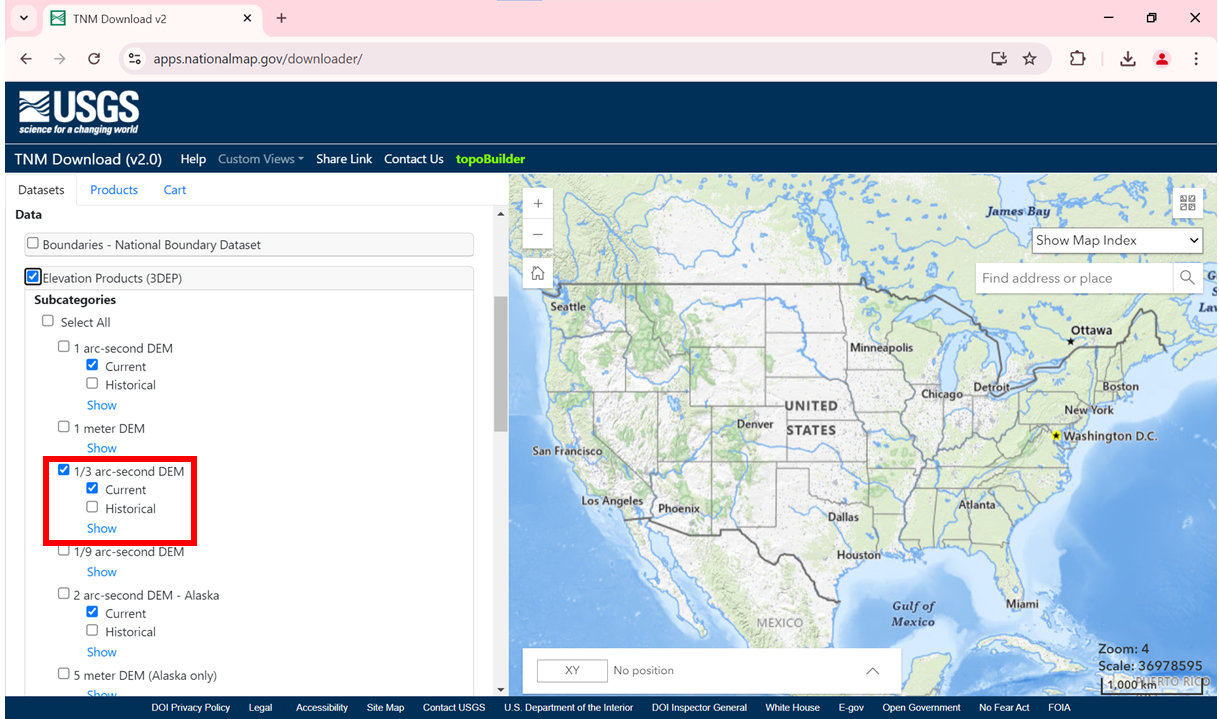 TNM Download v2
apps.nationalmap.gov/downloader/
USGS
science for a changing world
TNM Download (v2.0) Help Custom Views Share Link Contact Us topoBuilder
Datasets Products Cart
Data
Boundaries - National Boundary Dataset
Elevation Products (3DEP)
Subcategories
Select All
1 arc-second DEM
Current
Historical
Show
1 meter DEM
Show
1/3 arc-second DEM
Current
Historical
Show
1/9 arc-second DEM
Show
2 arc-second DEM - Alaska
Current
Historical
Show
5 meter DEM (Alaska only)
Show
James Bay
Show Map Index
Find address or place
Seattle
Ottawa
Minneapolis
Boston
Detroit
Chicago
New York
UNITED
STATES
Denver
Washington D.C.
San Francisco
Los Angeles
Phoenix
Atlanta
Dallas
Houston
Gulf of
Mexico
Miami
MEXICO
Zoom: 4
Scale: 36978595
PUERTO RICO
1,000 km
XY No position
DOI Privacy Policy Legal Accessibility Site Map Contact USGS U.S. Department of the Interior DOI Inspector General White House E-gov Open Government No Fear Act FOIA